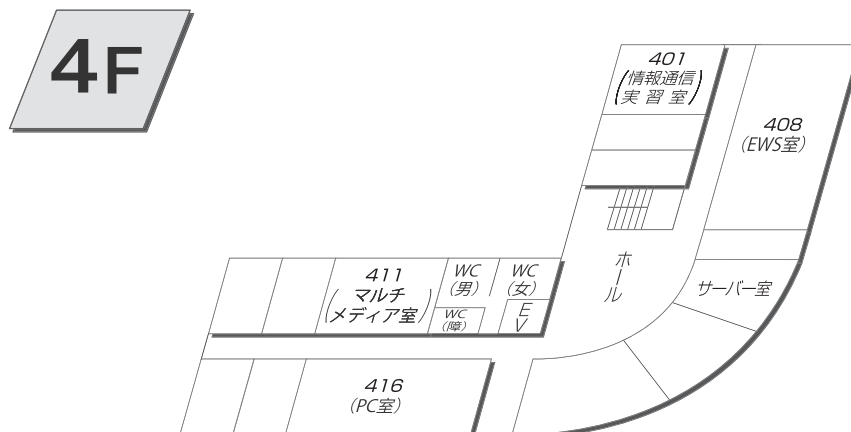 4F
401
(情報通信
実習室)
408
(EWS室)
ホール
サーバー室
411
(マルチ
メディア室)
WC
(男)
WC
(女)
WC
(障)
EV
416
(PC室)